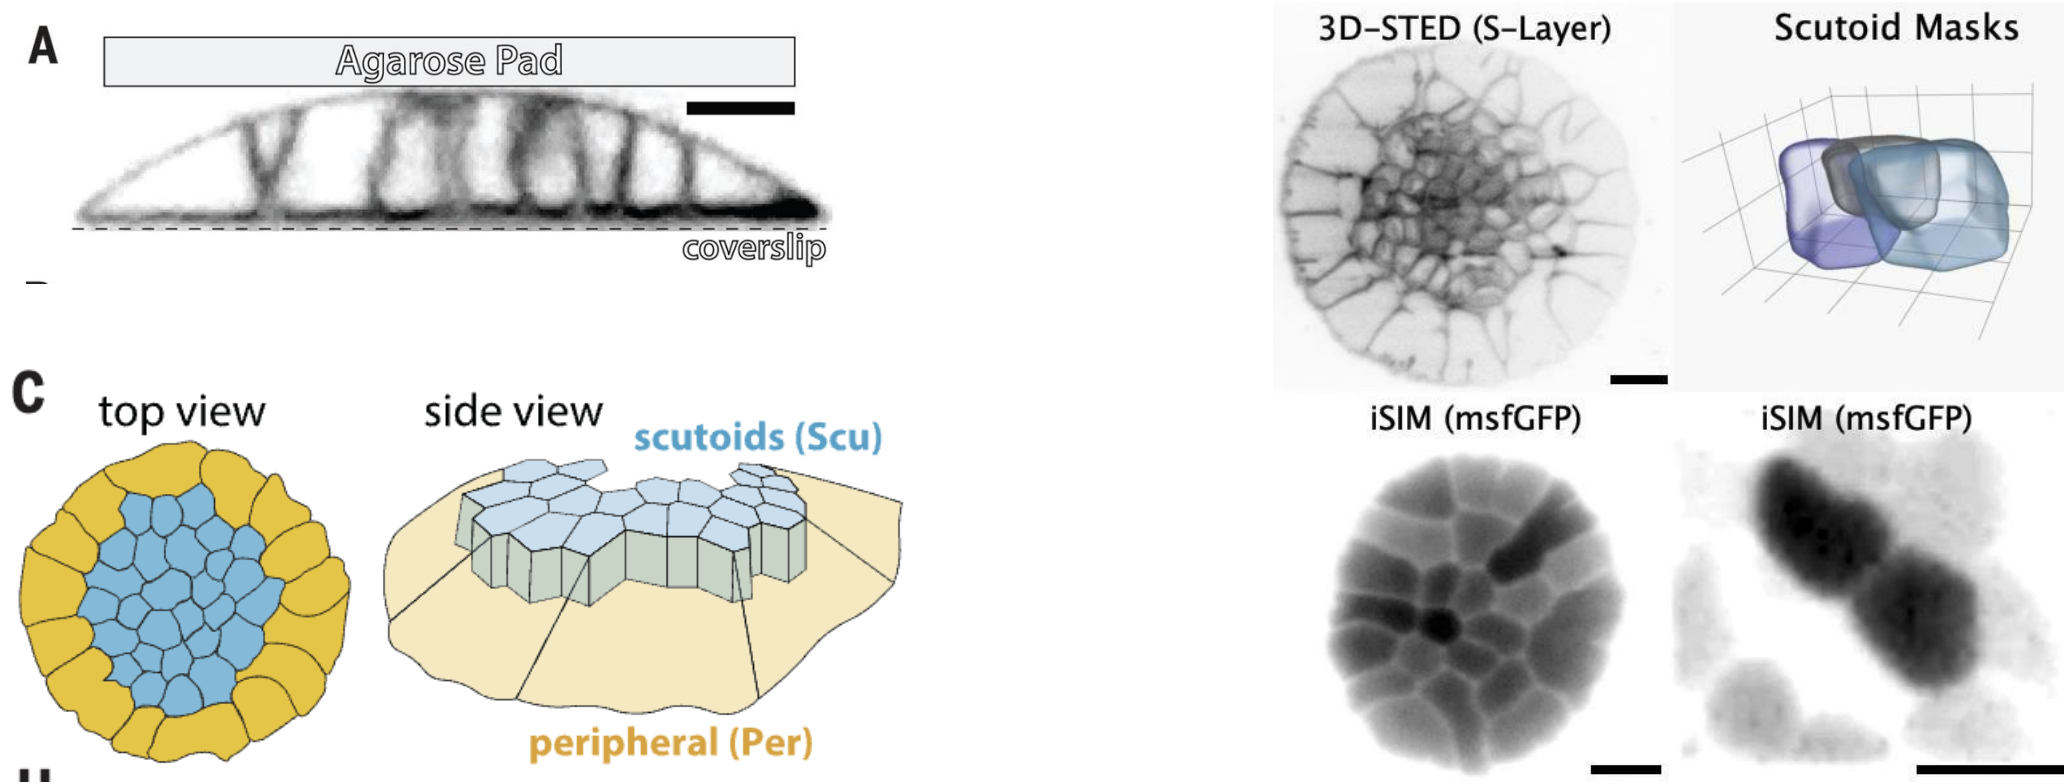 A
Agarose Pad
coverslip
C
top view
side view
scutoids (Scu)
peripheral (Per)
3D-STED (S-Layer)
Scutoid Masks
iSIM (msfGFP)
iSIM (msfGFP)